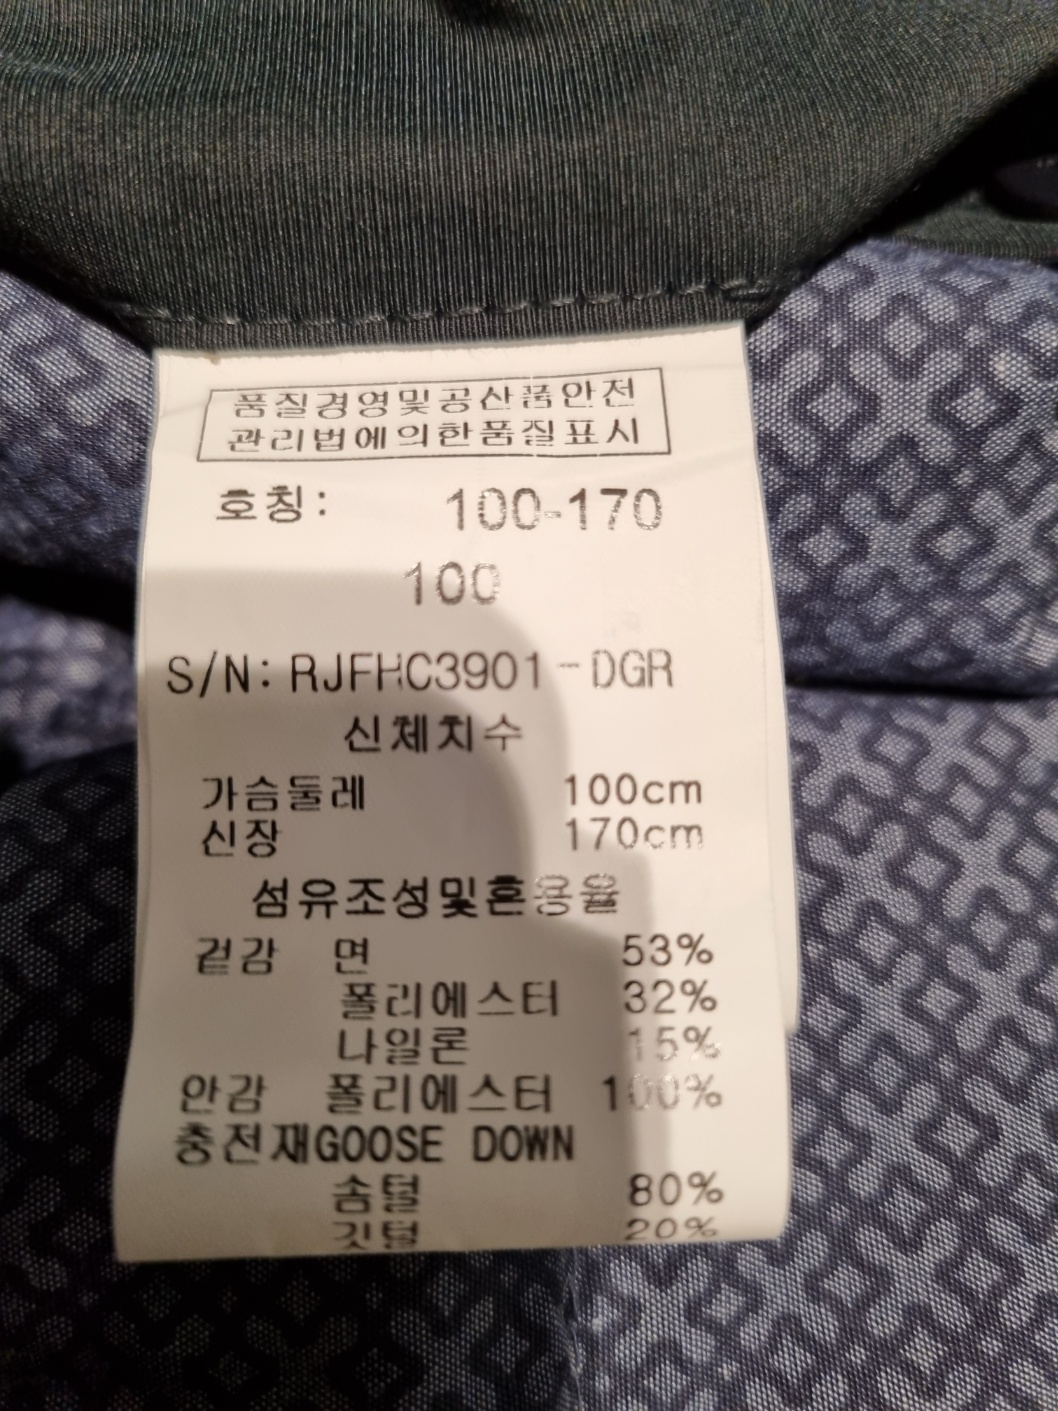 품질경영및공산품안전
관리법에의한품질표시
호칭: 100-170
100
S/N: RJFHC3901-DGR
신체치수
가슴둘레 100cm
신장 170cm
섬유조성및혼용율
겉감 면 53%
폴리에스터 32%
나일론 15%
안감 폴리에스터 100%
충전재GOOSE DOWN
솜털 80%
깃털 20%